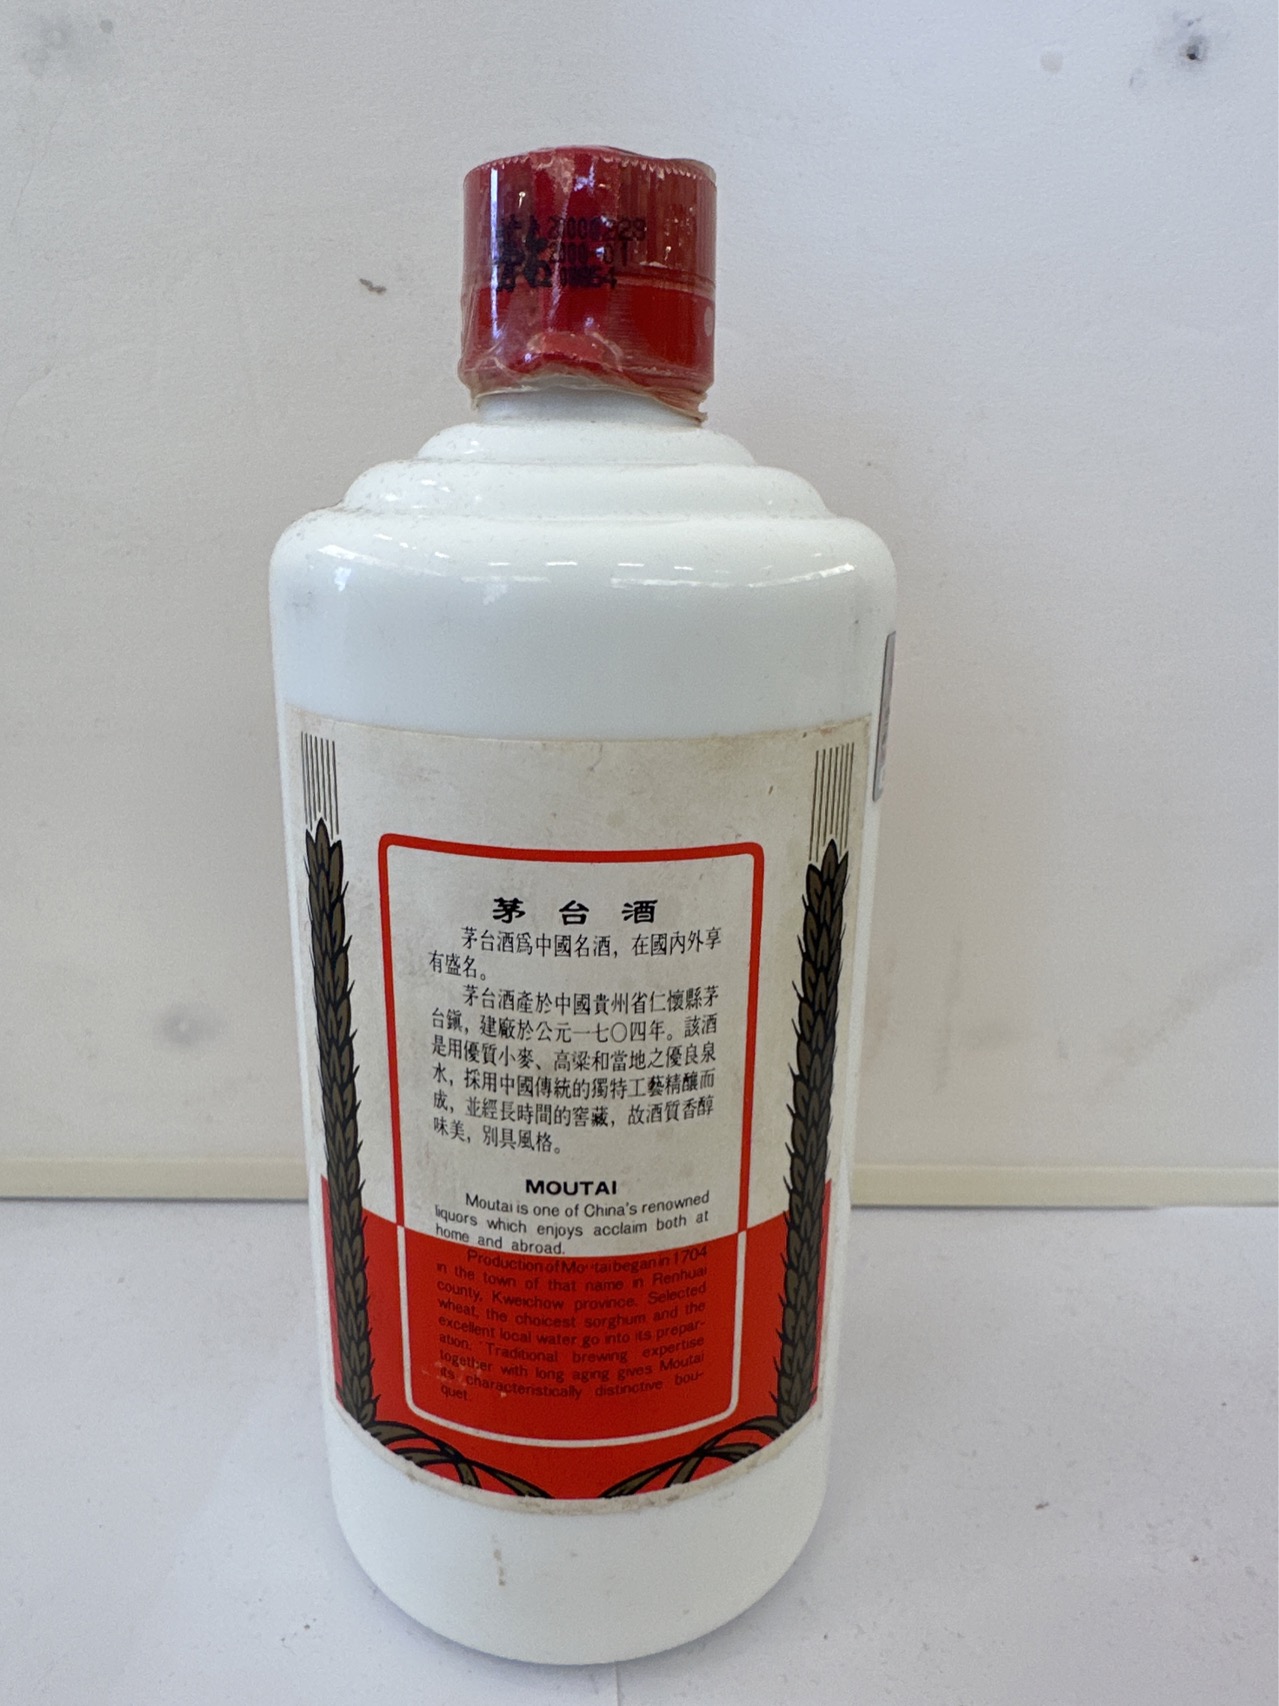 茅台酒
茅台酒爲中國名酒，在國內外享
有盛名。
茅台酒產於中國貴州省仁懷縣茅
台鎭，建廠於公元一七〇四年。該酒
是用優質小麥、高粱和當地之優良泉
水，採用中國傳統的獨特工藝精釀而
成，並經長時間的窖藏，故酒質香醇
味美，別具風格。
MOUTAI
Moutai is one of China's renowned
liquors which enjoys acclaim both at
home and abroad.
Production of Moutai began in 1704
in the town of that name in Renhuai
county, Kweichow province. Selected
wheat, the choicest sorghum and the
excellent local water go into its prepar-
ation. Traditional brewing expertise
together with long aging gives Moutai
its characteristically distinctive bou-
quet.